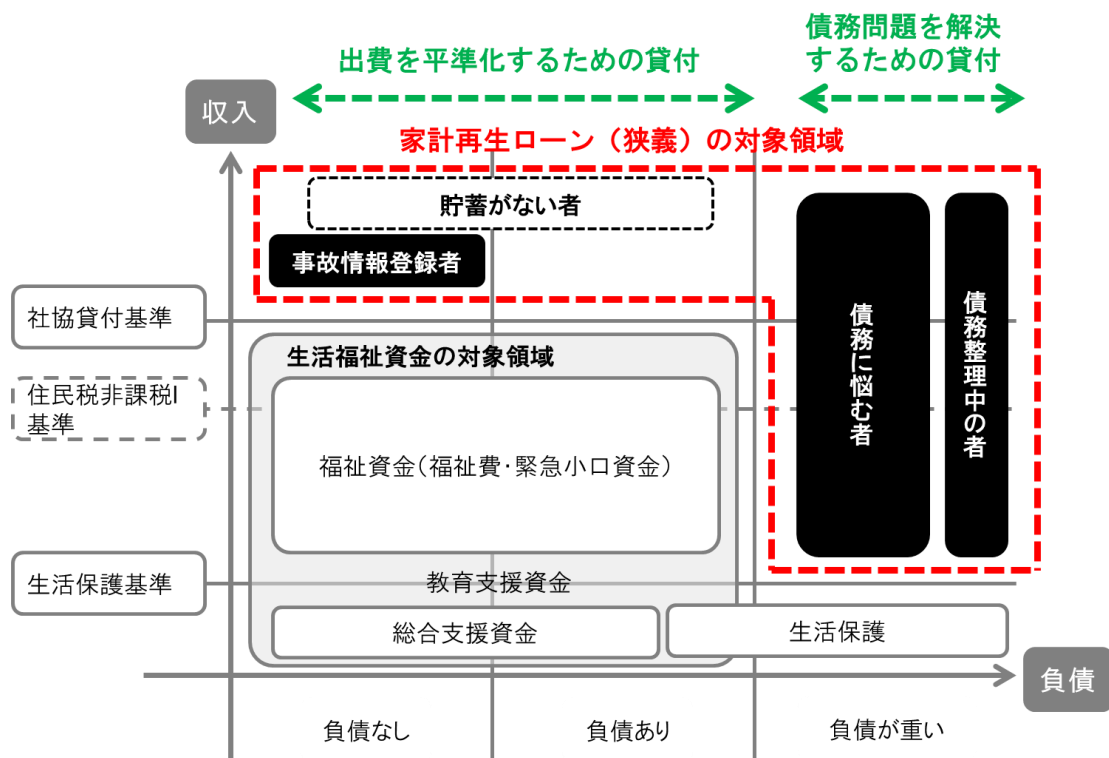 債務問題を解決
するための貸付
出費を平準化するための貸付
収入
家計再生ローン（狭義）の対象領域
貯蓄がない者
事故情報登録者
社協貸付基準
生活福祉資金の対象領域
住民税非課税l
基準
福祉資金（福祉費・緊急小口資金）
債務に悩む者
債務整理中の者
生活保護基準
教育支援資金
総合支援資金
生活保護
負債
負債なし
負債あり
負債が重い